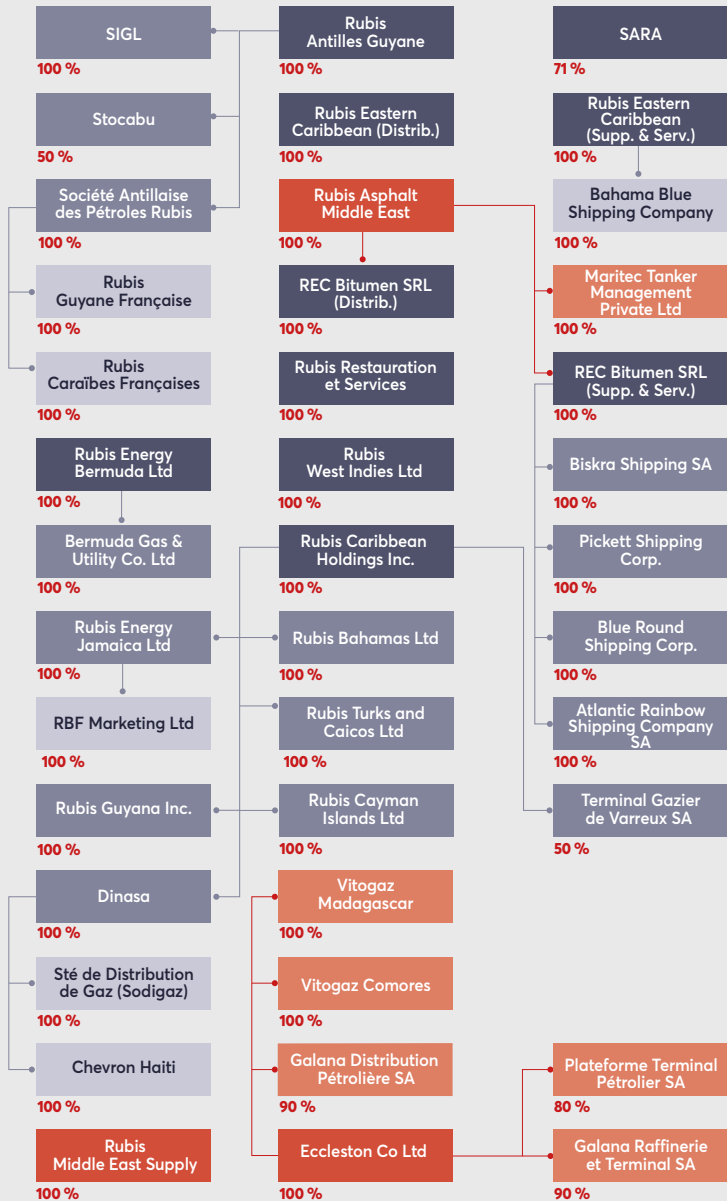 SIGL
100 %
Rubis
Antilles Guyane
100 %
SARA
71 %
Stocabu
50 %
Rubis Eastern
Caribbean (Distrib.)
100 %
Rubis Eastern
Caribbean
(Supp. & Serv.)
100 %
Société Antillaise
des Pétroles Rubis
100 %
Rubis Asphalt
Middle East
100 %
Bahama Blue
Shipping Company
100 %
Rubis
Guyane Française
100 %
REC Bitumen SRL
(Distrib.)
100 %
Maritec Tanker
Management
Private Ltd
100 %
Rubis
Caraïbes Françaises
100 %
Rubis Restauration
et Services
100 %
REC Bitumen SRL
(Supp. & Serv.)
100 %
Rubis Energy
Bermuda Ltd
100 %
Rubis
West Indies Ltd
100 %
Biskra Shipping SA
100 %
Bermuda Gas &
Utility Co. Ltd
100 %
Rubis Caribbean
Holdings Inc.
100 %
Pickett Shipping
Corp.
100 %
Rubis Energy
Jamaica Ltd
100 %
Rubis Bahamas Ltd
100 %
Blue Round
Shipping Corp.
100 %
RBF Marketing Ltd
100 %
Rubis Turks and
Caicos Ltd
100 %
Atlantic Rainbow
Shipping Company
SA
100 %
Rubis Guyana Inc.
100 %
Rubis Cayman
Islands Ltd
100 %
Terminal Gazier
de Varreux SA
50 %
Dinasa
100 %
Vitogaz
Madagascar
100 %
Sté de Distribution
de Gaz (Sodigaz)
100 %
Vitogaz Comores
100 %
Chevron Haiti
100 %
Galana Distribution
Pétrolière SA
90 %
Plateforme Terminal
Pétrolier SA
80 %
Rubis
Middle East Supply
100 %
Eccleston Co Ltd
100 %
Galana Raffinerie
et Terminal SA
90 %